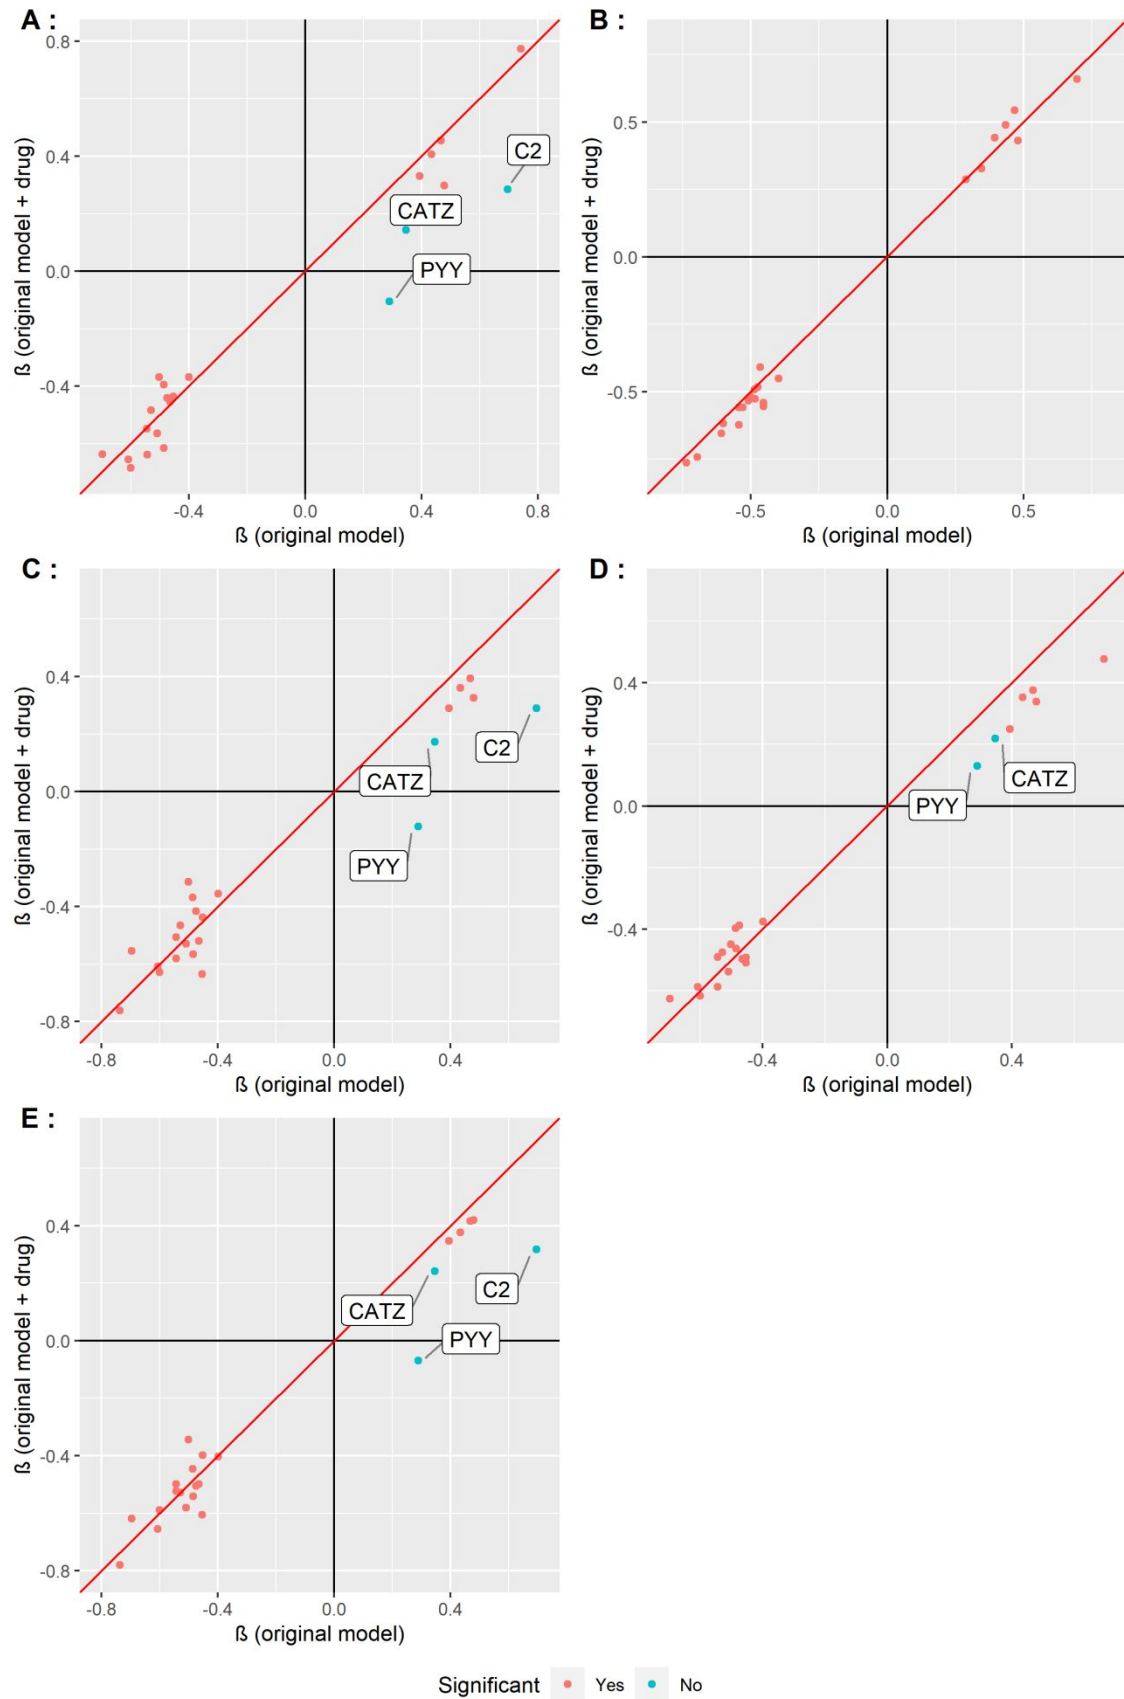 A :
0.8
0.4
0.0
-0.4
-0.4
0.0
0.4
0.8
ß (original model + drug)
ß (original model)
C2
CATZ
PYY
B :
0.5
0.0
-0.5
-0.5
0.0
0.5
ß (original model + drug)
ß (original model)
C :
0.4
0.0
-0.4
-0.8
-0.8
-0.4
0.0
0.4
ß (original model + drug)
ß (original model)
C2
CATZ
PYY
D :
0.4
0.0
-0.4
-0.4
0.0
0.4
ß (original model + drug)
ß (original model)
PYY
CATZ
E :
0.4
0.0
-0.4
-0.8
-0.8
-0.4
0.0
0.4
ß (original model + drug)
ß (original model)
C2
CATZ
PYY
Significant Yes No